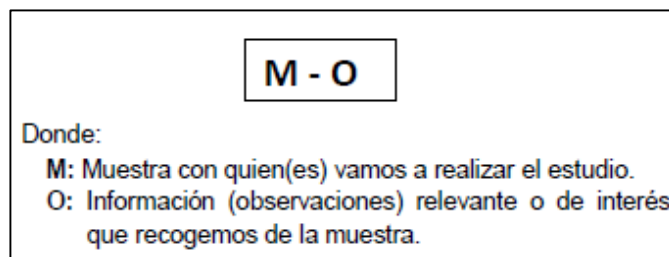 M - O
Donde:
M: Muestra con quien(es) vamos a realizar el estudio.
O: Información (observaciones) relevante o de interés
que recogemos de la muestra.